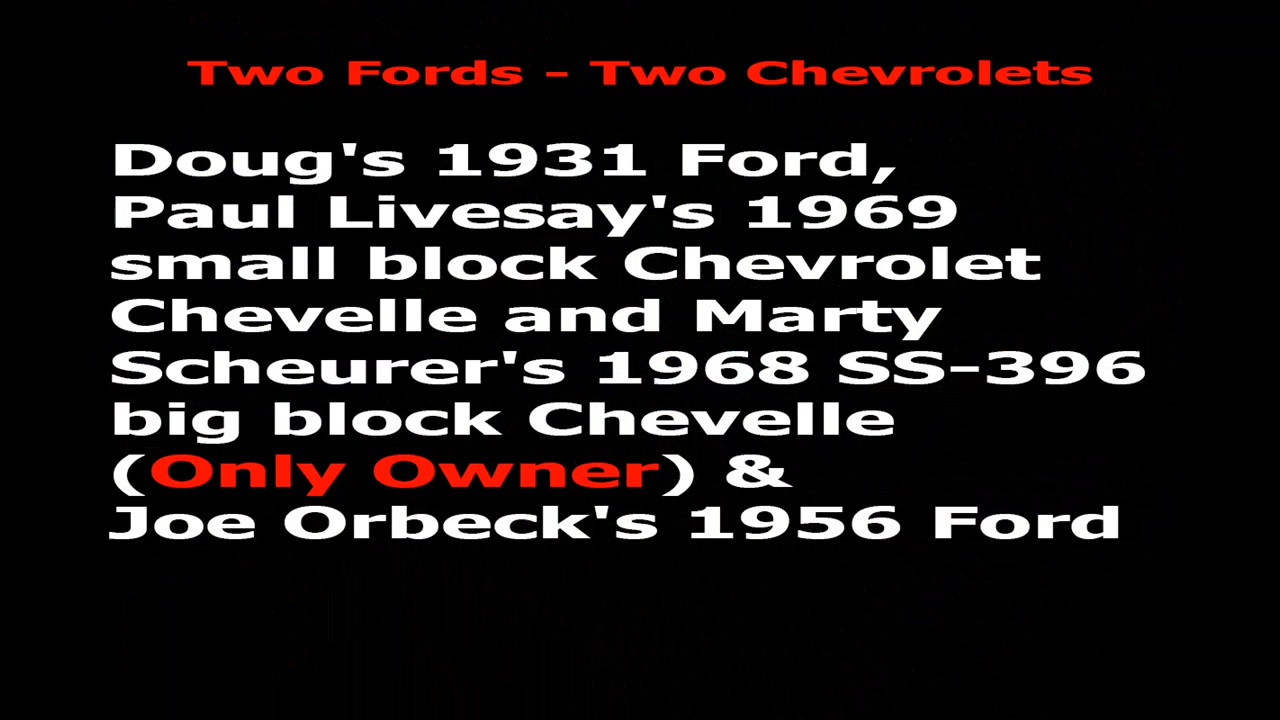 Two Fords - Two Chevrolets
Doug's 1931 Ford,
Paul Livesay's 1969
small block Chevrolet
Chevelle and Marty
Scheurer's 1968 SS-396
big block Chevelle
(Only Owner) &
Joe Orbeck's 1956 Ford